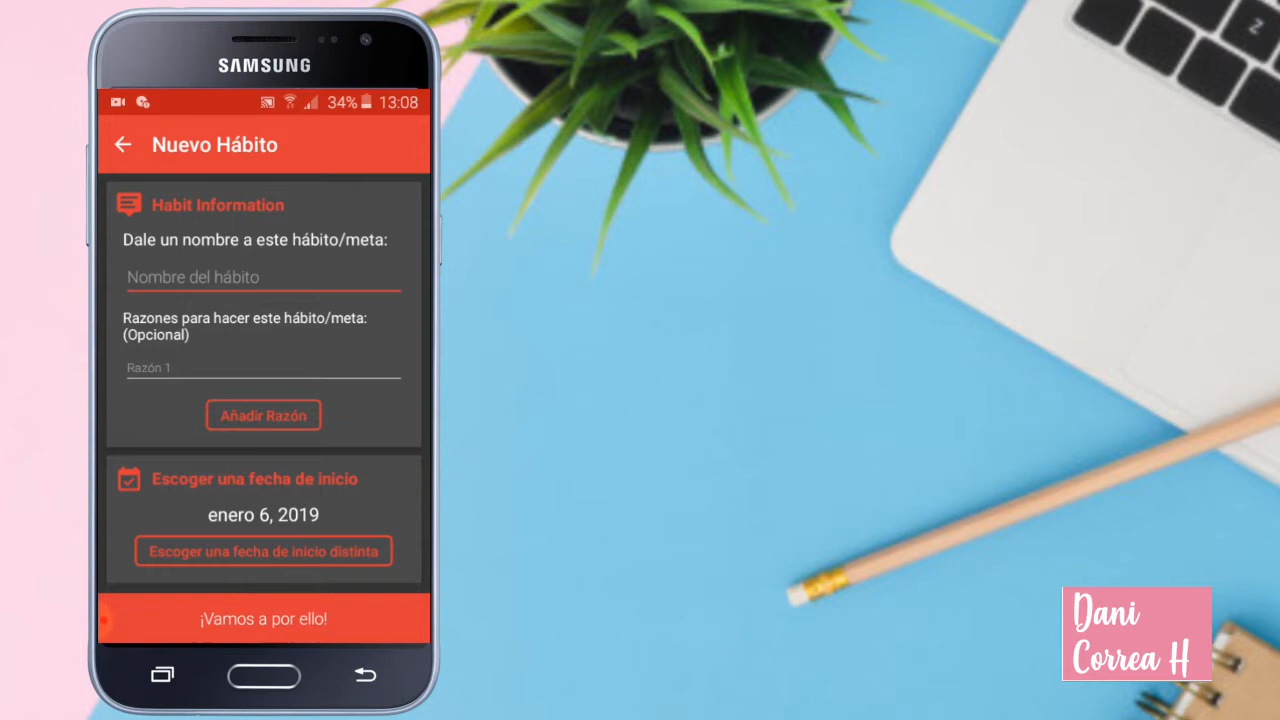 SAMSUNG
34% 13:08
Nuevo Hábito
Habit Information
Dale un nombre a este hábito/meta:
Nombre del hábito
Razones para hacer este hábito/meta:
(Opcional)
Razón 1
Añadir Razón
Escoger una fecha de inicio
enero 6, 2019
Escoger una fecha de inicio distinta
¡Vamos a por ello!
Z
Dani
Correa H